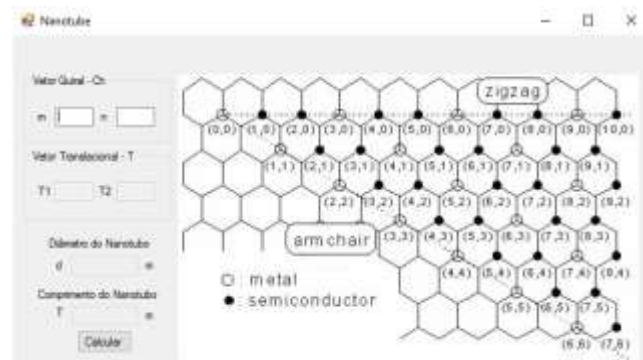 Nanotube
Vetor Quiral - Ch
m n
Vetor Translacional - T
T1 T2
Diâmetro do Nanotubo
d m
Comprimento do Nanotubo
T m
Calcular
zigzag
(0,0) (1,0) (2,0) (3,0) (4,0) (5,0) (6,0) (7,0) (8,0) (9,0) (10,0)
(1,1) (2,1) (3,1) (4,1) (5,1) (6,1) (7,1) (8,1) (9,1)
(2,2) (3,2) (4,2) (5,2) (6,2) (7,2) (8,2) (9,2)
armchair
(3,3) (4,3) (5,3) (6,3) (7,3) (8,3)
: metal
(4,4) (5,4) (6,4) (7,4) (8,4)
: semiconductor
(5,5) (6,5) (7,5)
(6,6) (7,6)